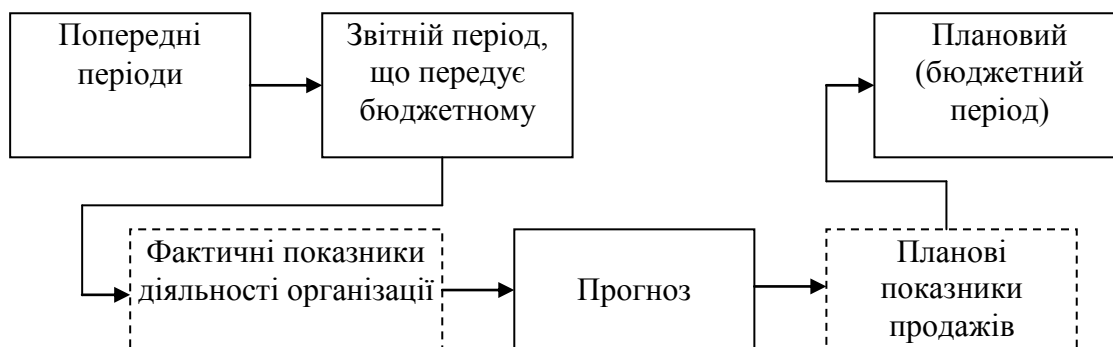 Попередні
періоди
Звітній період,
що передує
бюджетному
Плановий
(бюджетний
період)
Фактичні показники
діяльності організації
Прогноз
Планові
показники
продажів